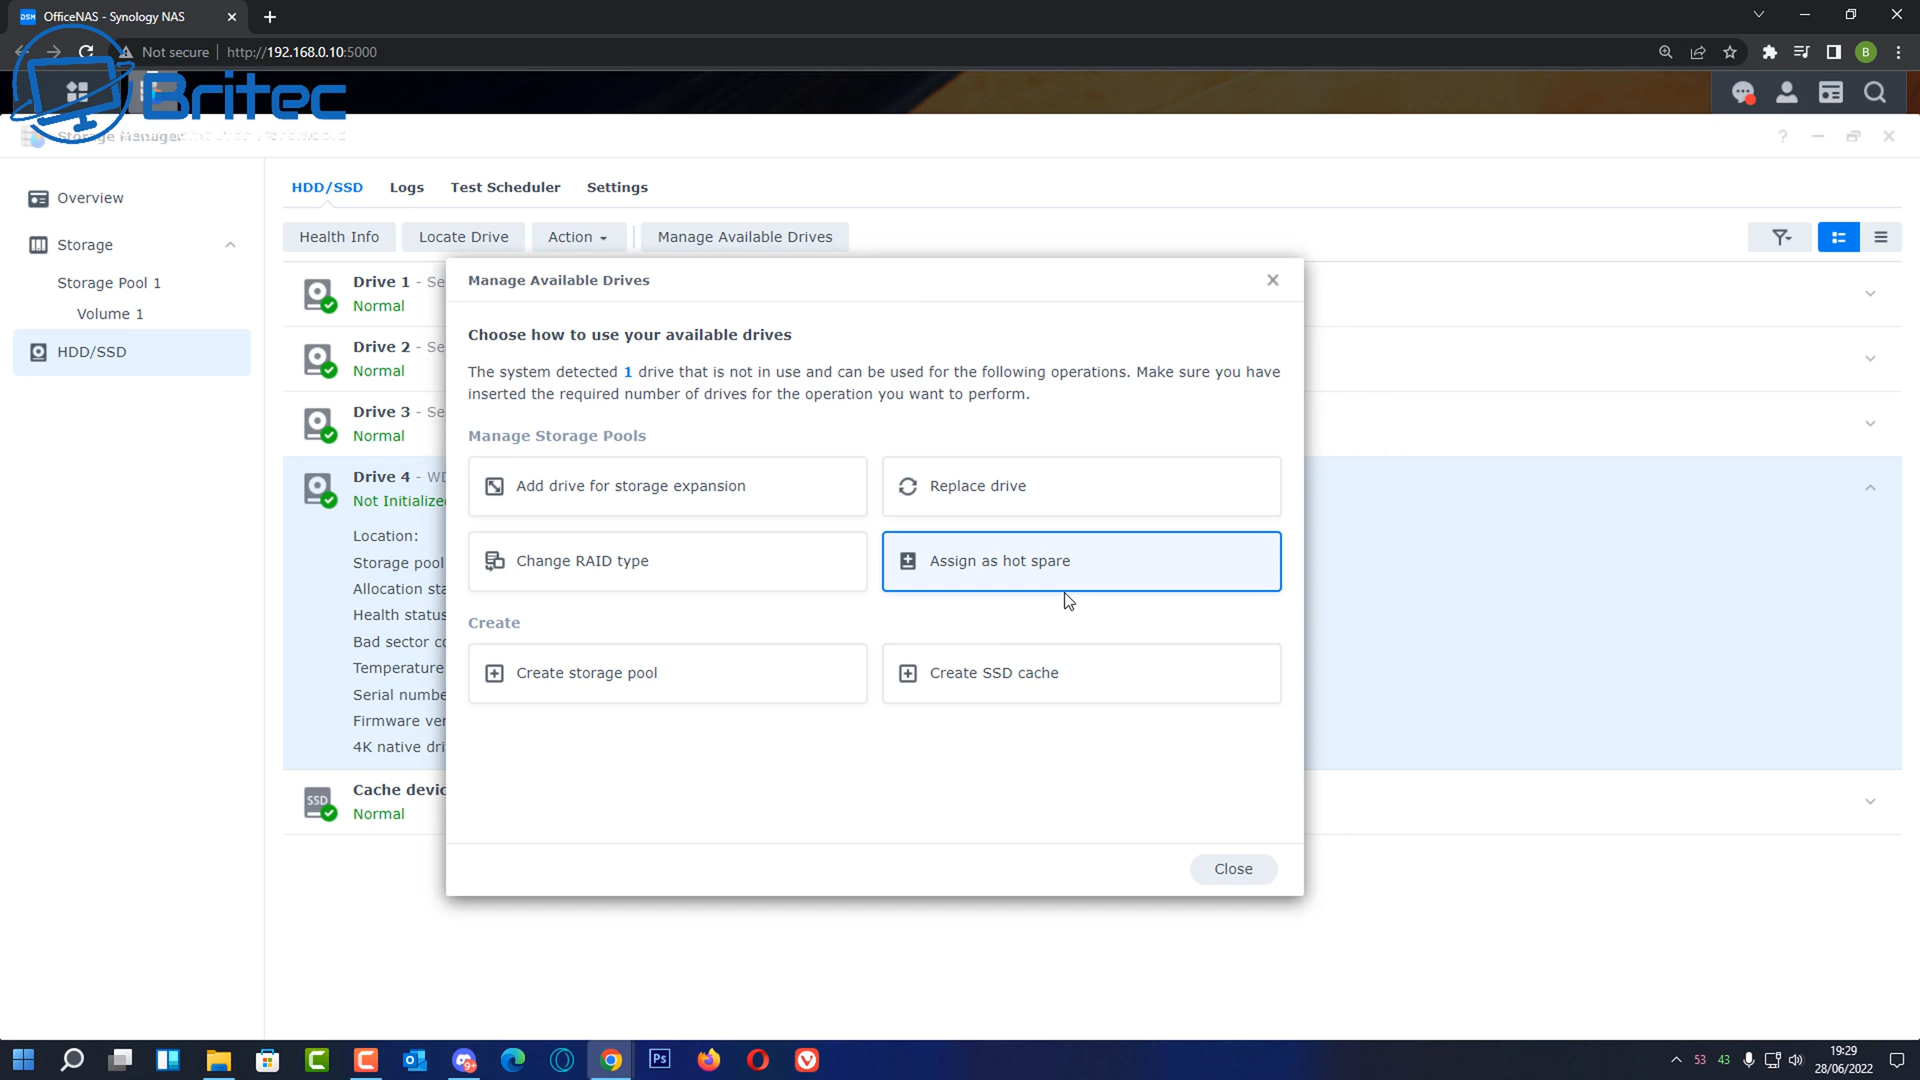 OfficeNAS - Synology NAS
Not secure
http://192.168.0.10:5000
B
Britec
Storage Manager
Overview
Storage
Storage Pool 1
Volume 1
HDD/SSD
HDD/SSD
Logs
Test Scheduler
Settings
Health Info
Locate Drive
Action
Manage Available Drives
Drive 1 - Se
Normal
Drive 2 - Se
Normal
Drive 3 - Se
Normal
Drive 4 - WD
Not Initialized
Location:
Storage pool
Allocation sta
Health status
Bad sector co
Temperature
Serial numbe
Firmware ver
4K native dri
SSD
Cache devic
Normal
Manage Available Drives
Choose how to use your available drives
The system detected 1 drive that is not in use and can be used for the following operations. Make sure you have
inserted the required number of drives for the operation you want to perform.
Manage Storage Pools
Add drive for storage expansion
Replace drive
Change RAID type
Assign as hot spare
Create
Create storage pool
Create SSD cache
Close
9+
Ps
53
43
19:29
28/06/2022